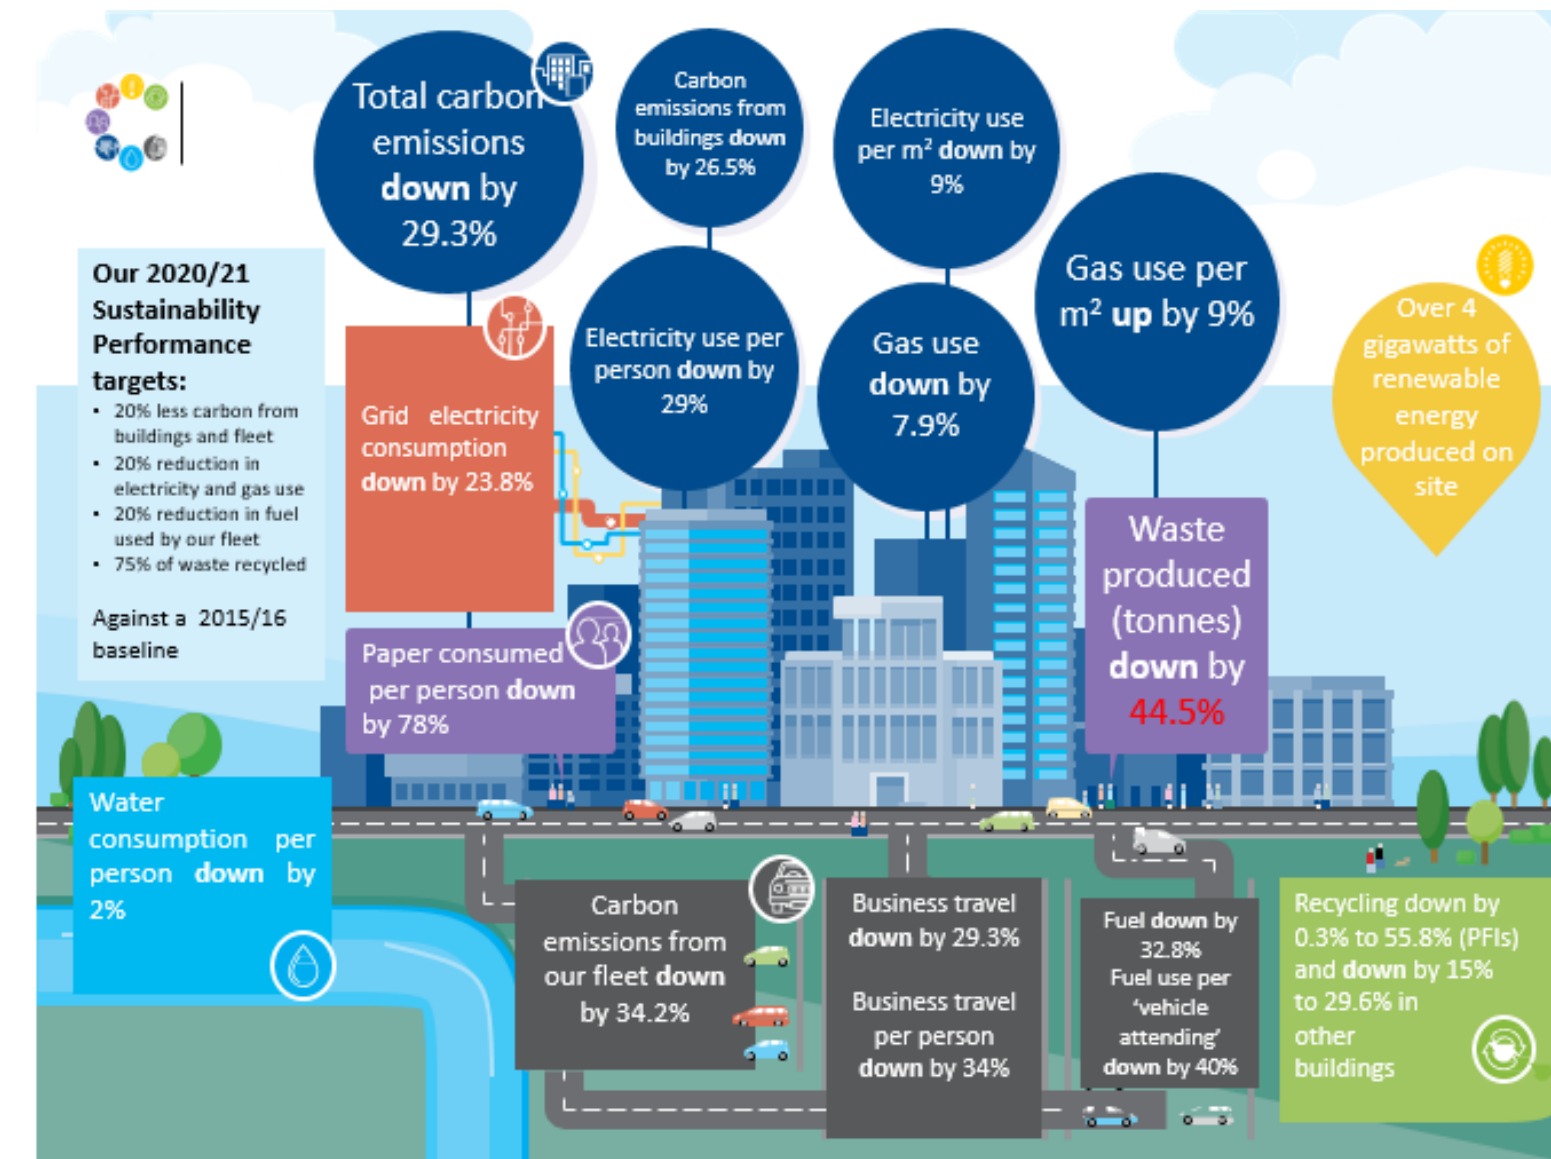 Total carbon
emissions
down by
29.3%
Carbon
emissions from
buildings down
by 26.5%
Electricity use
per m² down by
9%
Gas use per
m² up by 9%
Our 2020/21
Sustainability
Performance
targets:
• 20% less carbon from
buildings and fleet
• 20% reduction in
electricity and gas use
• 20% reduction in fuel
used by our fleet
• 75% of waste recycled
Against a 2015/16
baseline
Grid electricity
consumption
down by 23.8%
Electricity use per
person down by
29%
Gas use
down by
7.9%
Over 4
gigawatts of
renewable
energy
produced on
site
Waste
produced
(tonnes)
down by
44.5%
Paper consumed
per person down
by 78%
Water
consumption per
person down by
2%
Carbon
emissions from
our fleet down
by 34.2%
Business travel
down by 29.3%
Business travel
per person
down by 34%
Fuel down by
32.8%
Fuel use per
‘vehicle
attending’
down by 40%
Recycling down by
0.3% to 55.8% (PFIs)
and down by 15%
to 29.6% in
other
buildings